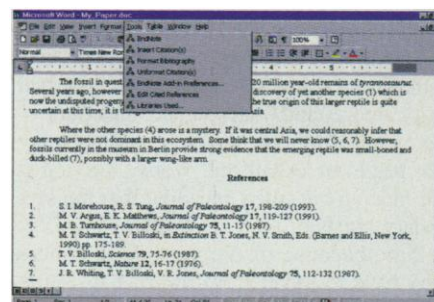 Microsoft Word - My_Paper.doc
File Edit View Insert Format Tools Table Window Help
100%
Normal Times New Rom B
EndNote
Insert Citation(s)
Format Bibliography
Unformat Citation(s)
EndNote Add-in Preferences...
Edit Cited References
Libraries Used...
The fossil in quest 20 million year-old remains of tyrannosaurus.
Several years ago, however discovery of yet another species (1) which is
now the undisputed progeny the true origin of this larger reptile is quite
uncertain at this time, it is Asia
Where the other species (4) arose is a mystery. If it was central Asia, we could reasonably infer that
other reptiles were not dominant in this ecosystem. Some think that we will never know (5, 6, 7). However,
fossils currently in the museum in Berlin provide strong evidence that the emerging reptile was small-boned and
duck-billed (7), possibly with a larger wing-like arm.
References
1. S. I. Morehouse, R. S. Tung, Journal of Paleontology 17, 198-209 (1993).
2. M. V. Argus, E. K. Matthews, Journal of Paleontology 17, 119-127 (1991).
3. M. B. Turnhouse, Journal of Paleontology 75, 11-15 (1987)
4. M. T. Schwartz, T. V. Billoski, in Extinction B. T. Jones, N. V. Smith, Eds. (Barnes and Ellis, New York,
1990) pp. 175-189.
5. T. V. Billoski, Science 79, 75-76 (1987).
6. M. T. Schwartz, Nature 12, 16-17 (1976).
7. J. R. Whiting, T. V. Billoski, V. R. Jones, Journal of Paleontology 75, 112-132 (1987).